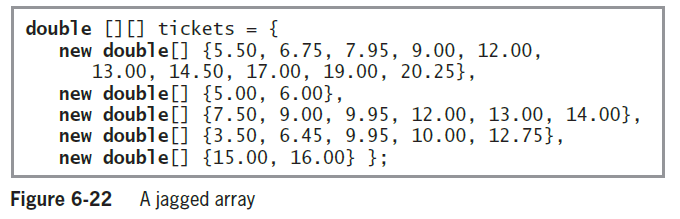 double [][] tickets = {
new double[] {5.50, 6.75, 7.95, 9.00, 12.00,
13.00, 14.50, 17.00, 19.00, 20.25},
new double[] {5.00, 6.00},
new double[] {7.50, 9.00, 9.95, 12.00, 13.00, 14.00},
new double[] {3.50, 6.45, 9.95, 10.00, 12.75},
new double[] {15.00, 16.00} };
Figure 6-22 A jagged array